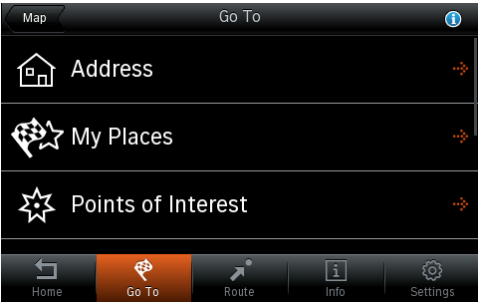 Map
Go To
Address
My Places
Points of Interest
Home
Go To
Route
Info
Settings